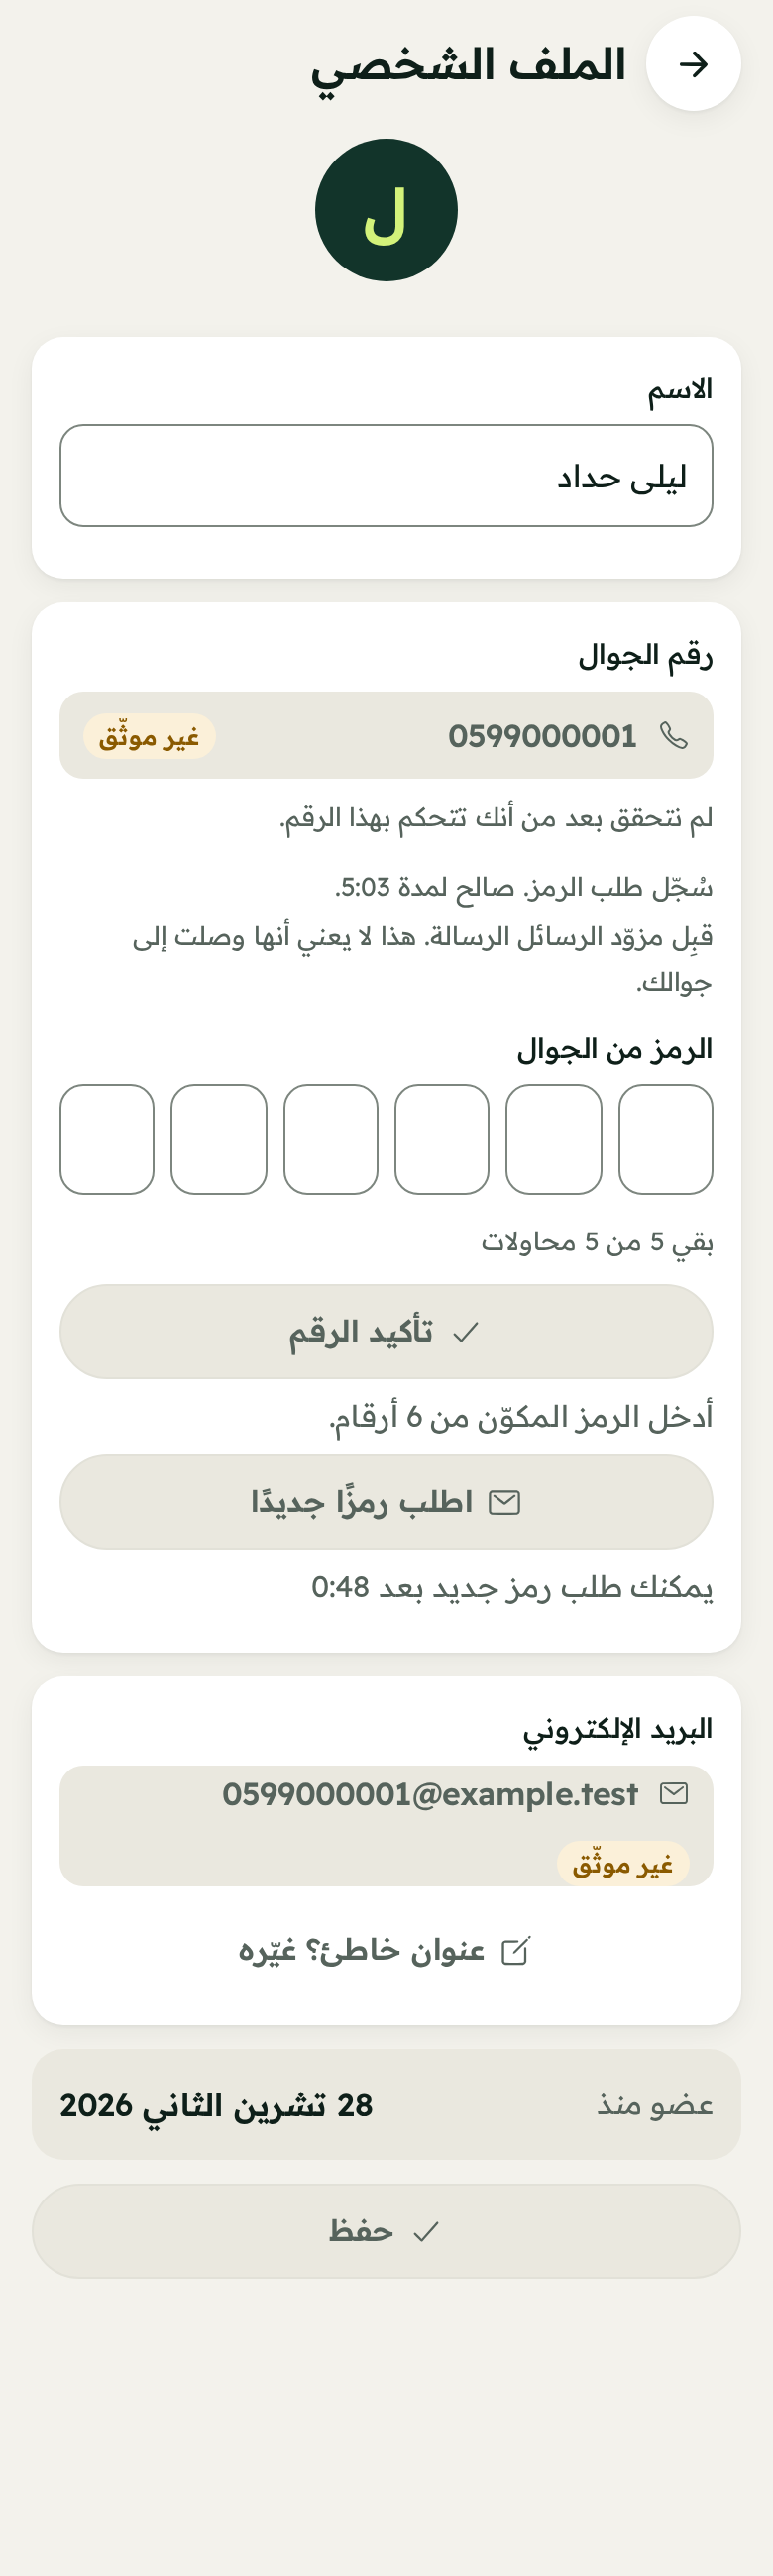 الملف الشخصي
ل
الاسم
ليلى حداد
رقم الجوال
0599000001
غير موثّق
لم نتحقق بعد من أنك تتحكم بهذا الرقم.
سُجّل طلب الرمز. صالح لمدة 5:03.
قبِل مزوّد الرسائل الرسالة. هذا لا يعني أنها وصلت إلى
جوالك.
الرمز من الجوال
بقي 5 من 5 محاولات
تأكيد الرقم
أدخل الرمز المكوّن من 6 أرقام.
اطلب رمزًا جديدًا
يمكنك طلب رمز جديد بعد 0:48
البريد الإلكتروني
0599000001@example.test
غير موثّق
عنوان خاطئ؟ غيّره
عضو منذ
28 تشرين الثاني 2026
حفظ